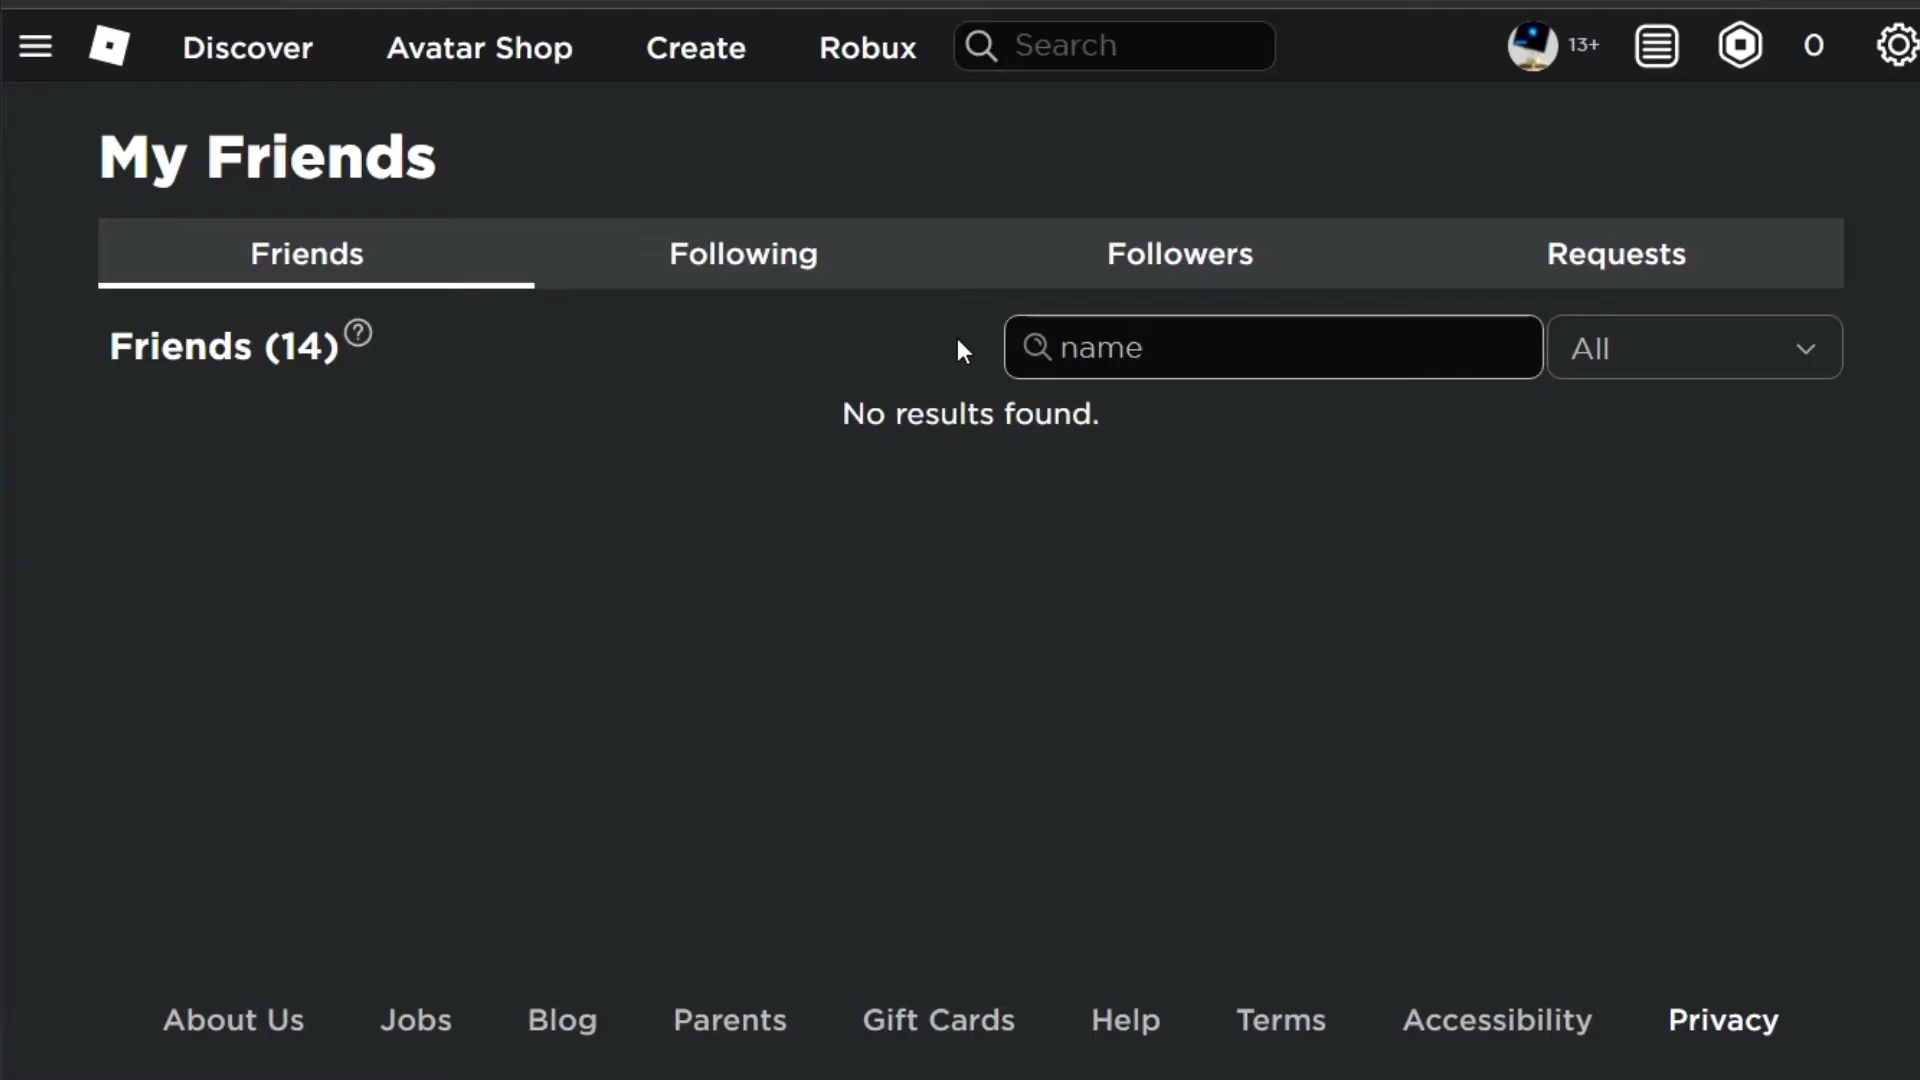 Discover Avatar Shop Create Robux Search 13+ 0
My Friends
Friends Following Followers Requests
Friends (14) ? name All
No results found.
About Us Jobs Blog Parents Gift Cards Help Terms Accessibility Privacy